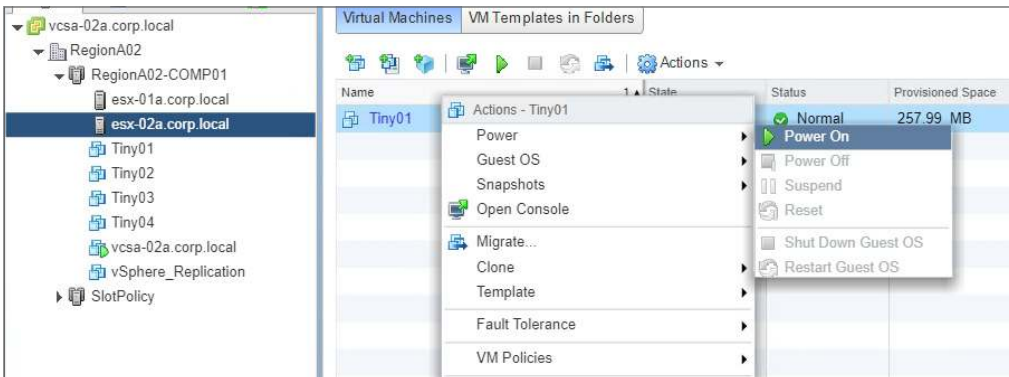 vcsa-02a.corp.local
RegionA02
RegionA02-COMP01
esx-01a.corp.local
esx-02a.corp.local
Tiny01
Tiny02
Tiny03
Tiny04
vcsa-02a.corp.local
vSphere_Replication
SlotPolicy
Virtual Machines VM Templates in Folders
Actions
Name 1 State Status Provisioned Space
Tiny01 Normal 257.99 MB
Actions - Tiny01
Power
Guest OS
Snapshots
Open Console
Migrate...
Clone
Template
Fault Tolerance
VM Policies
Power On
Power Off
Suspend
Reset
Shut Down Guest OS
Restart Guest OS